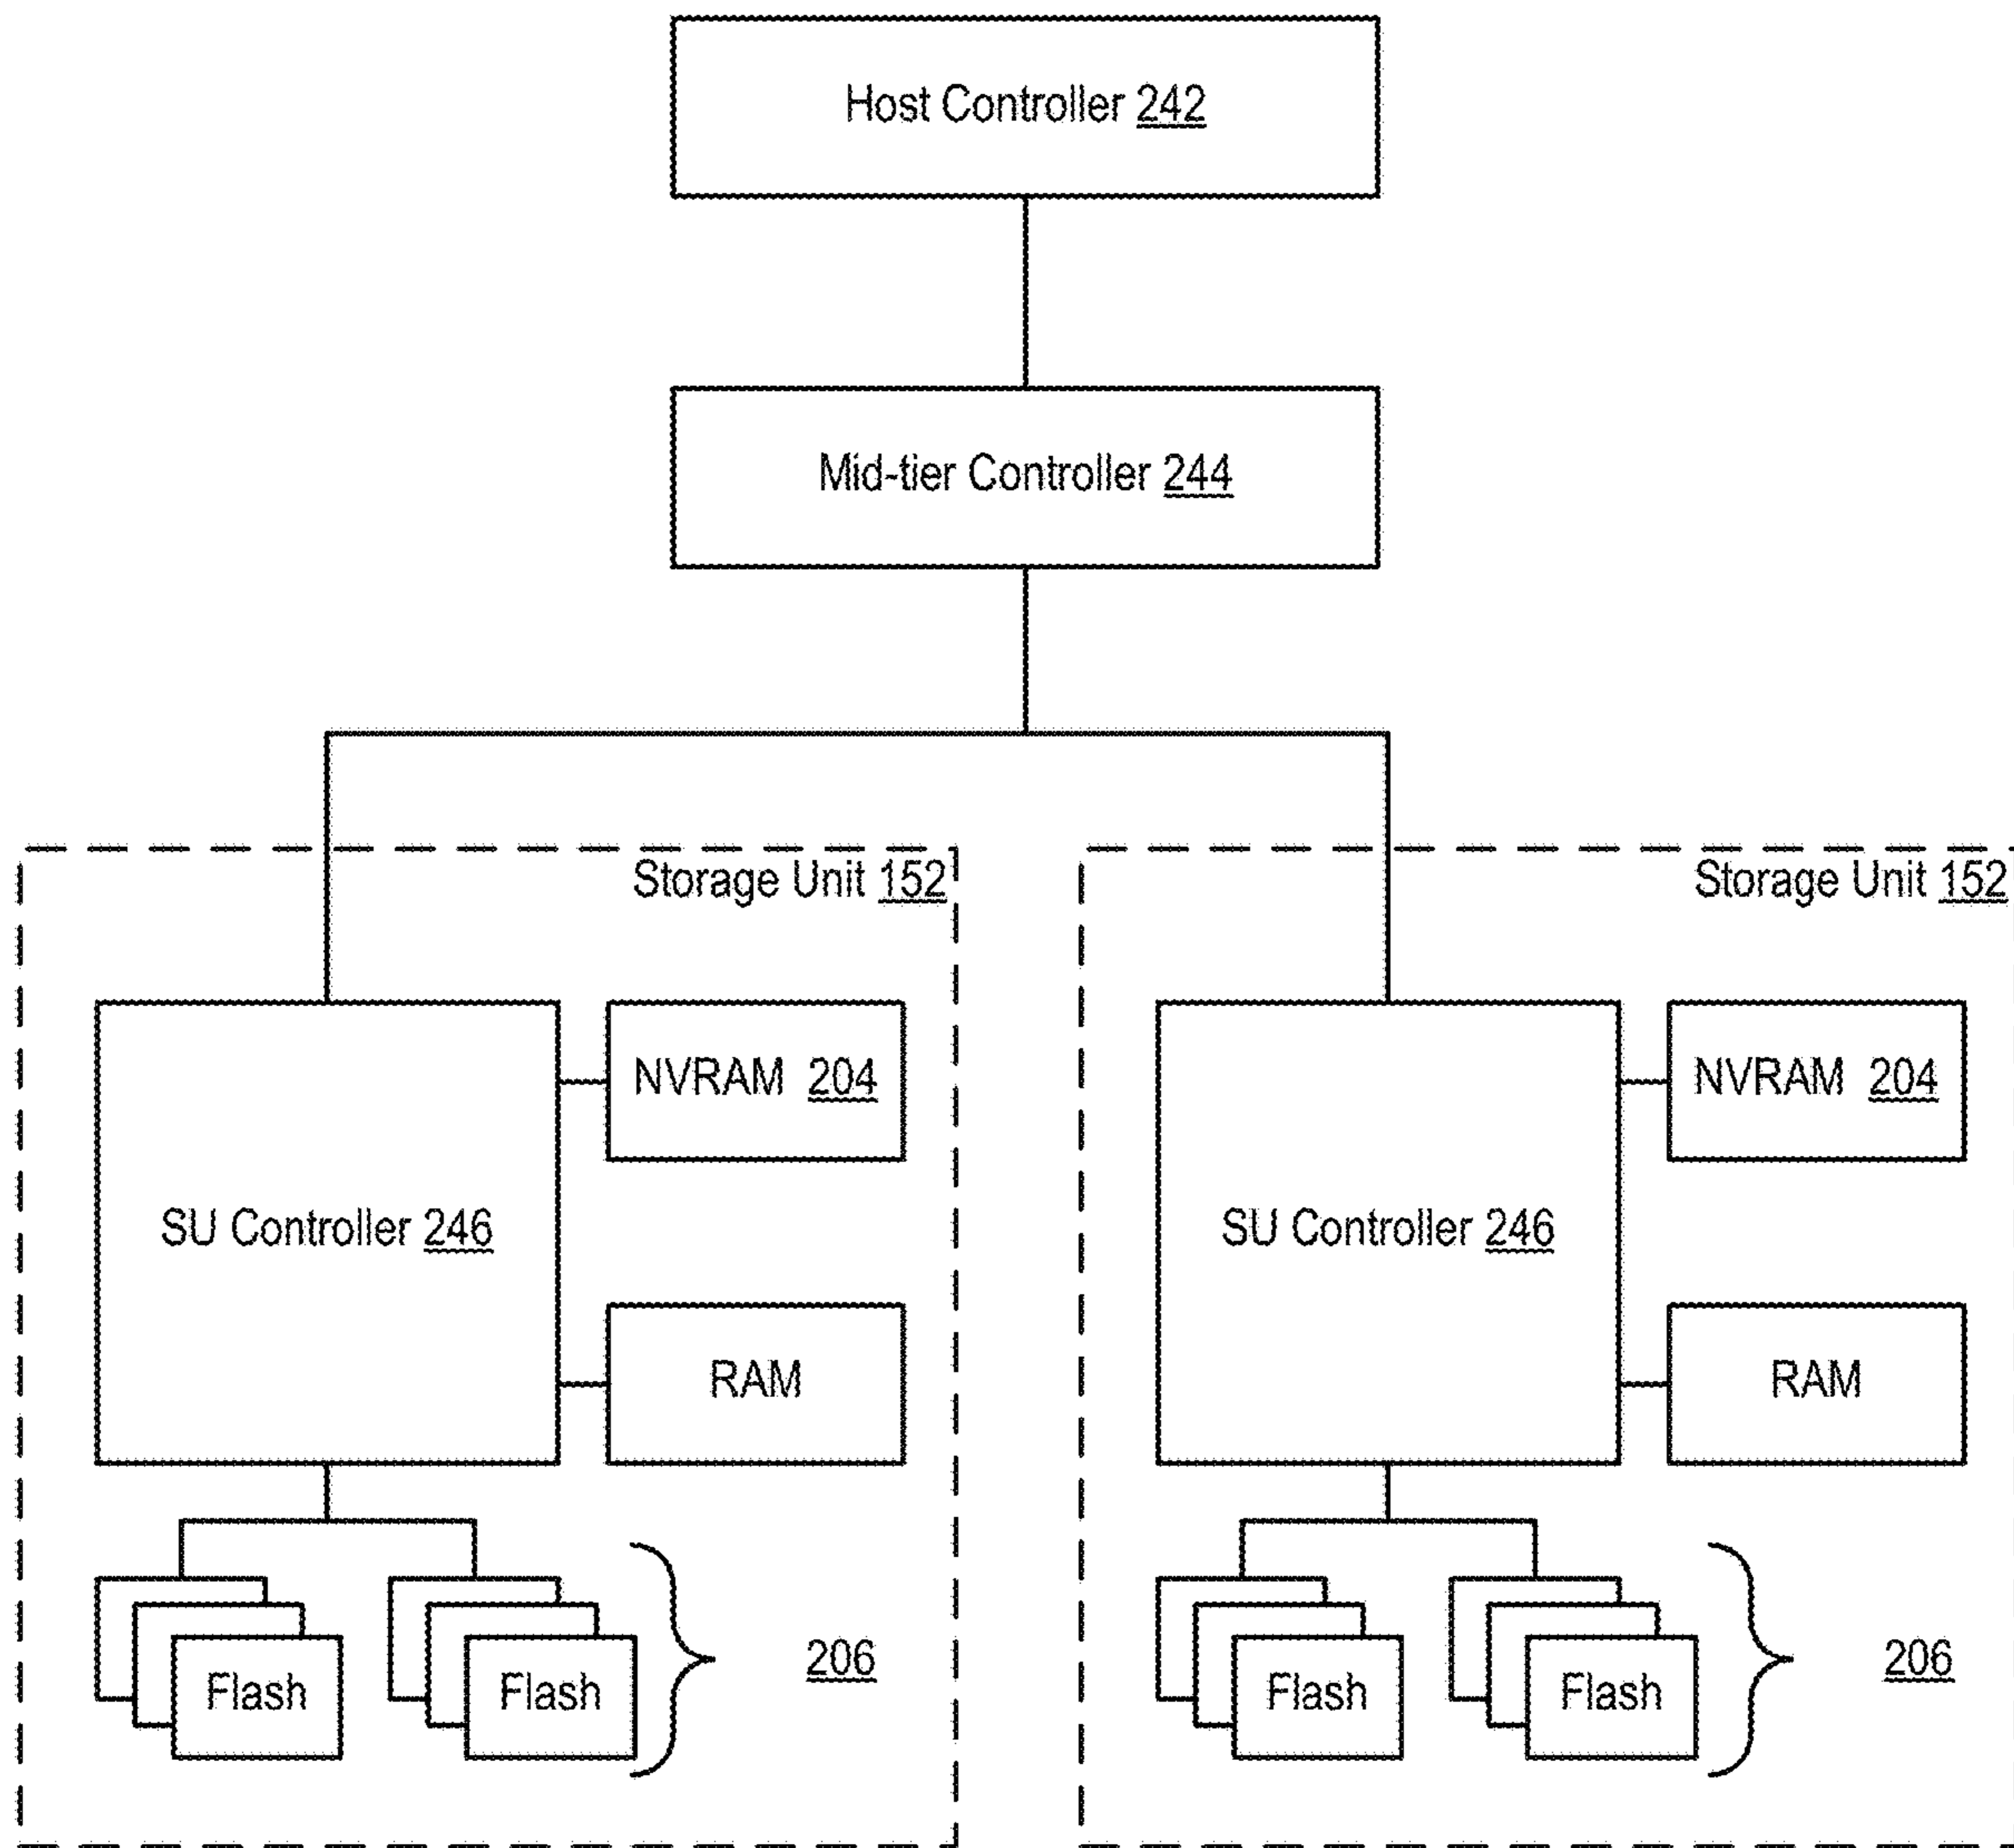 Host Controller 242
Mid-tier Controller 244
Storage Unit 152
NVRAM 204
SU Controller 246
RAM
Flash
Flash
206
Storage Unit 152
NVRAM 204
SU Controller 246
RAM
Flash
Flash
206